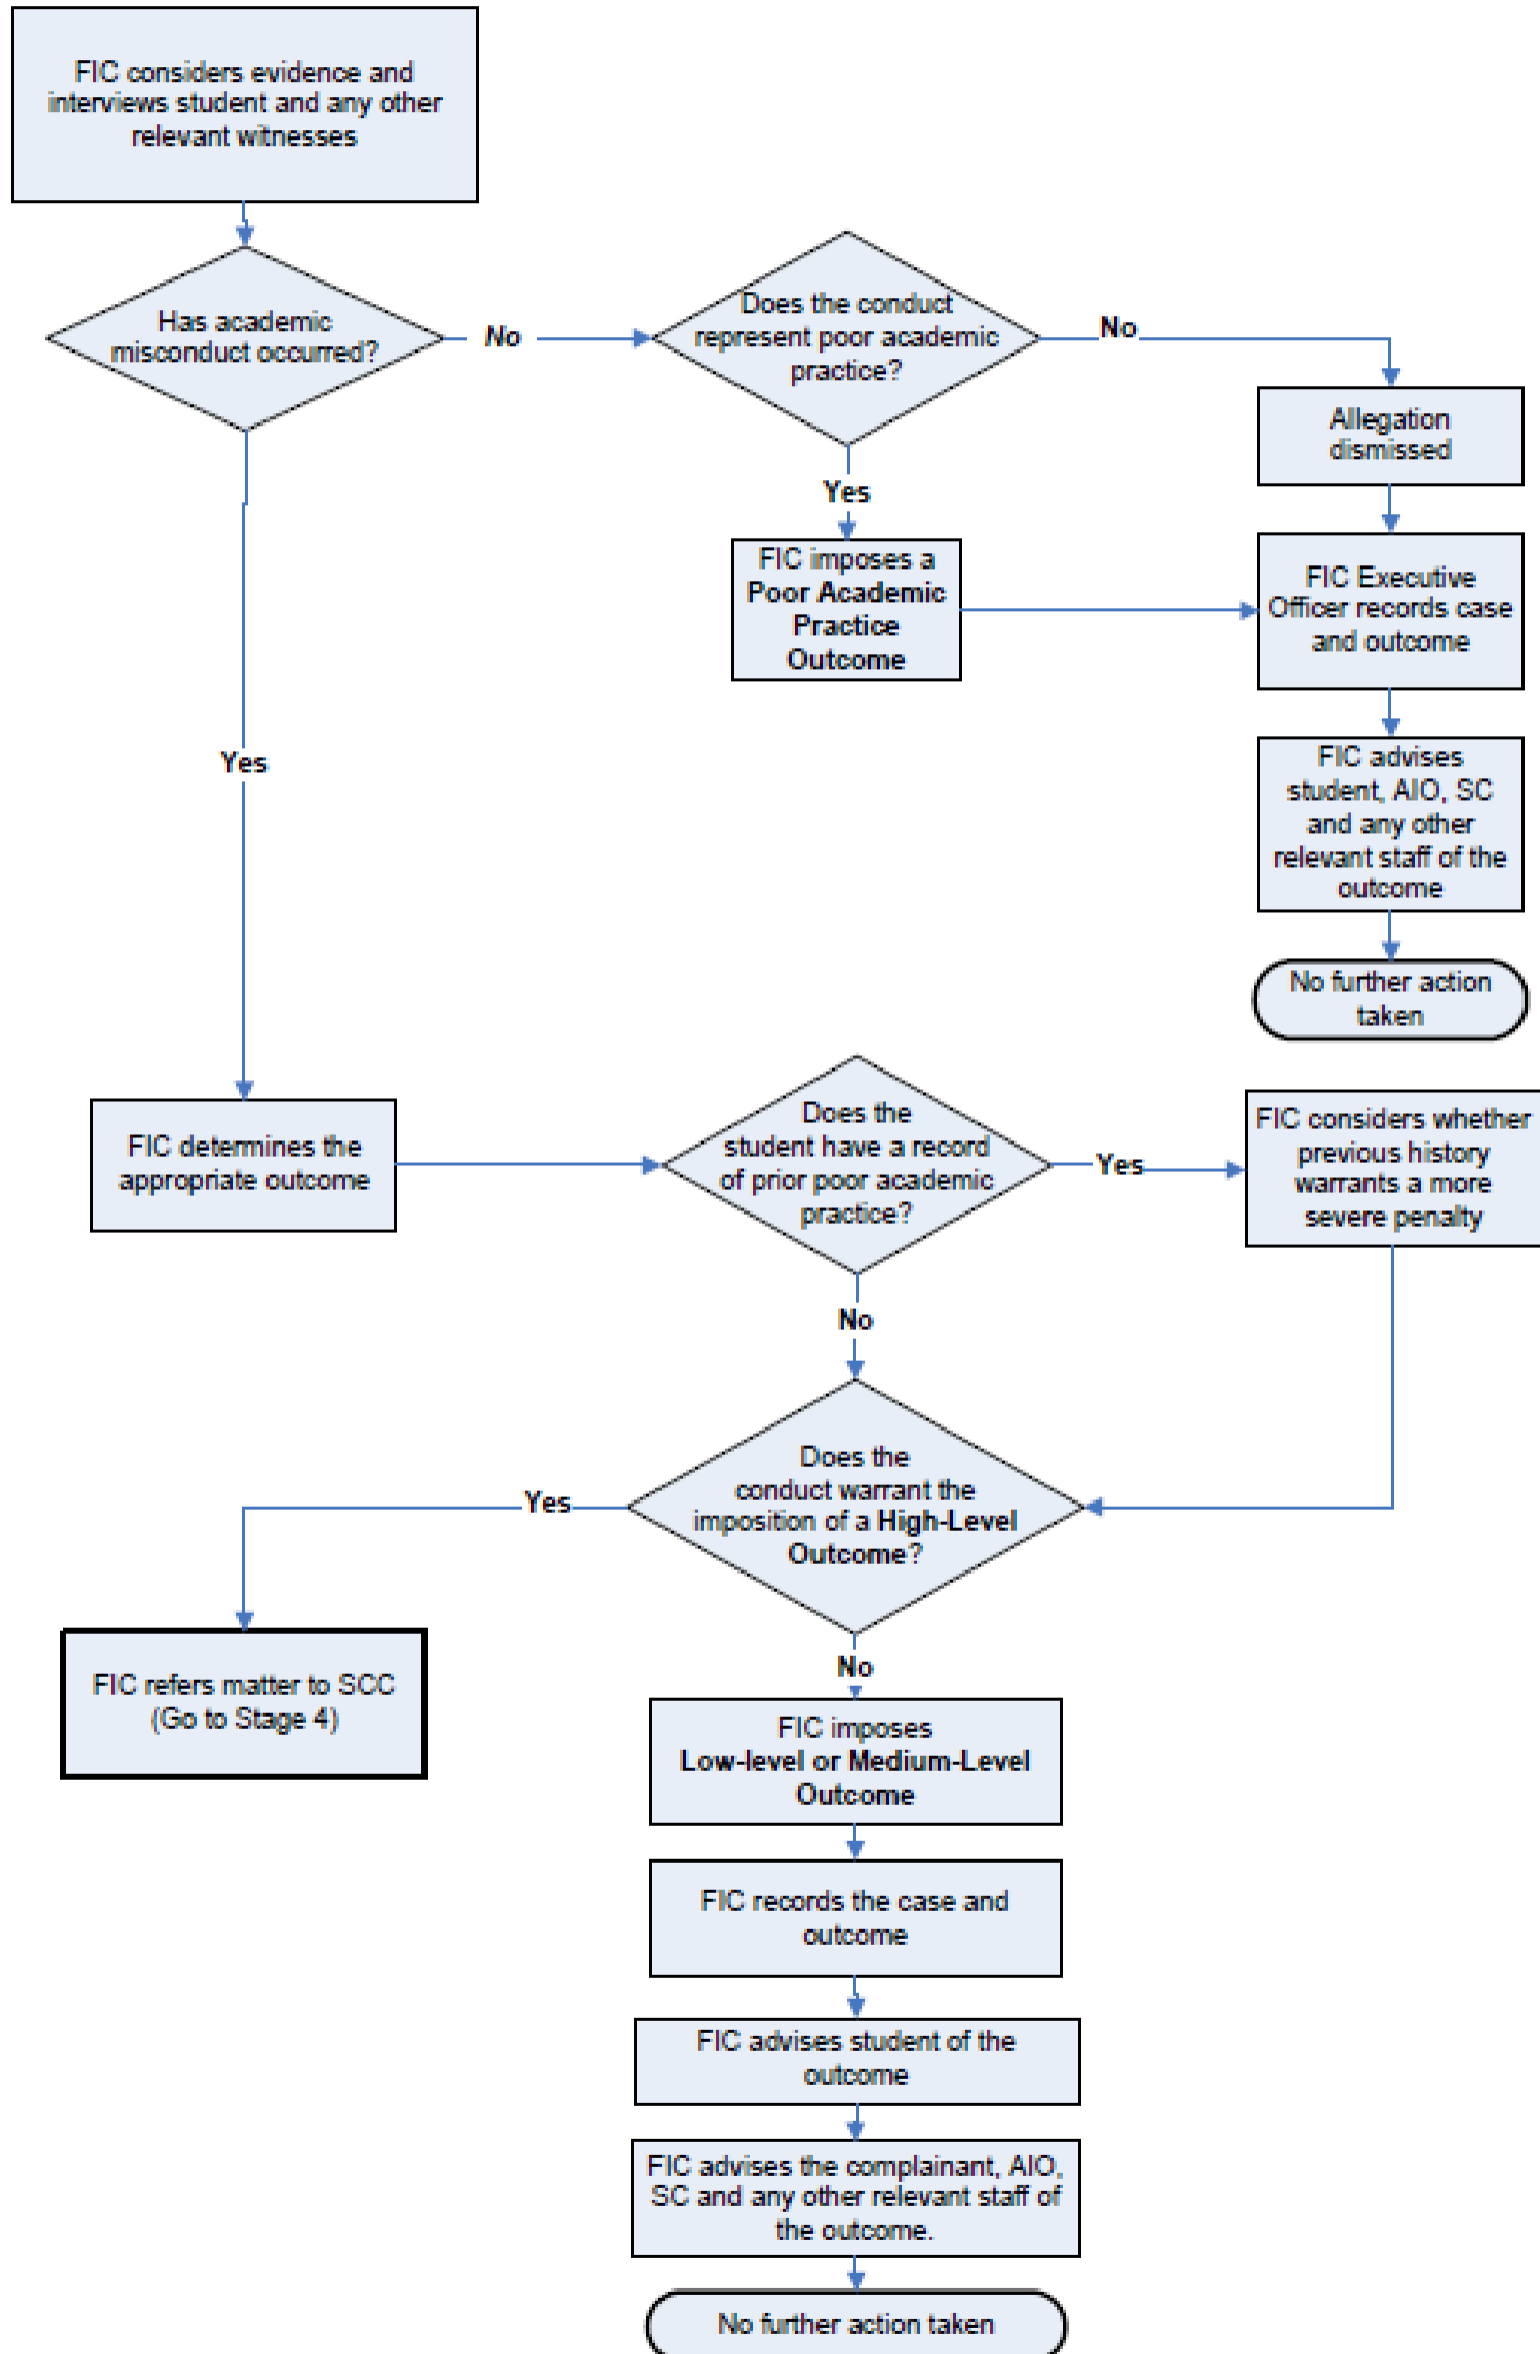 FIC considers evidence and
interviews student and any other
relevant witnesses
Has academic
misconduct occurred?
No
Does the conduct
represent poor academic
practice?
No
Allegation
dismissed
Yes
FIC imposes a
Poor Academic
Practice
Outcome
FIC Executive
Officer records case
and outcome
FIC advises
student, AIO, SC
and any other
relevant staff of the
outcome
No further action
taken
Yes
FIC determines the
appropriate outcome
Does the
student have a record
of prior poor academic
practice?
Yes
FIC considers whether
previous history
warrants a more
severe penalty
No
Does the
conduct warrant the
imposition of a High-Level
Outcome?
Yes
FIC refers matter to SCC
(Go to Stage 4)
No
FIC imposes
Low-level or Medium-Level
Outcome
FIC records the case and
outcome
FIC advises student of the
outcome
FIC advises the complainant, AIO,
SC and any other relevant staff of
the outcome.
No further action taken